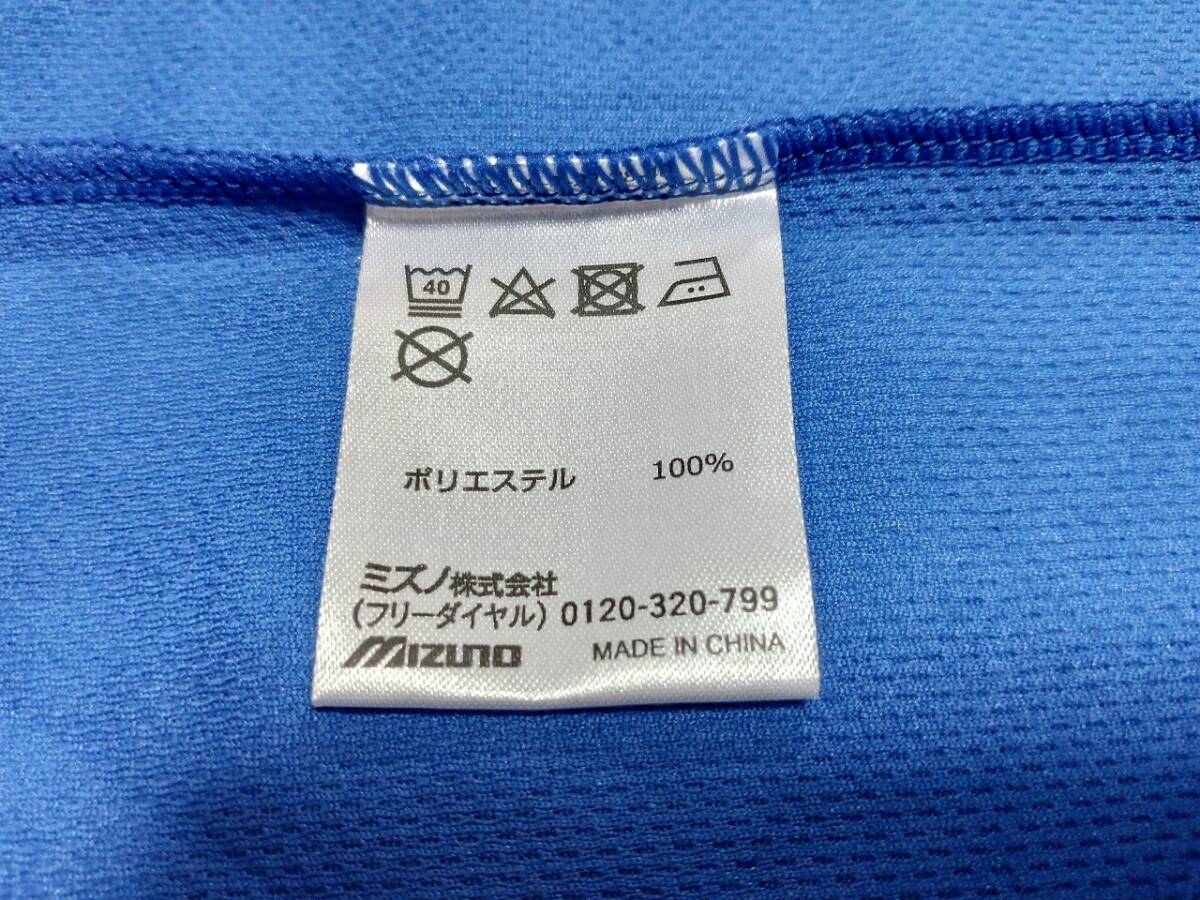 40
ポリエステル 100%
ミズノ株式会社
(フリーダイヤル) 0120-320-799
MIZUNO MADE IN CHINA